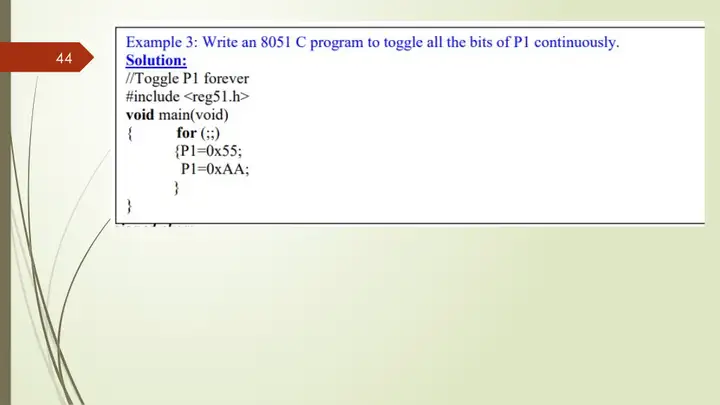 44
Example 3: Write an 8051 C program to toggle all the bits of P1 continuously.
Solution:
//Toggle P1 forever
#include <reg51.h>
void main(void)
{ for (;;)
{P1=0x55;
P1=0xAA;
}
}